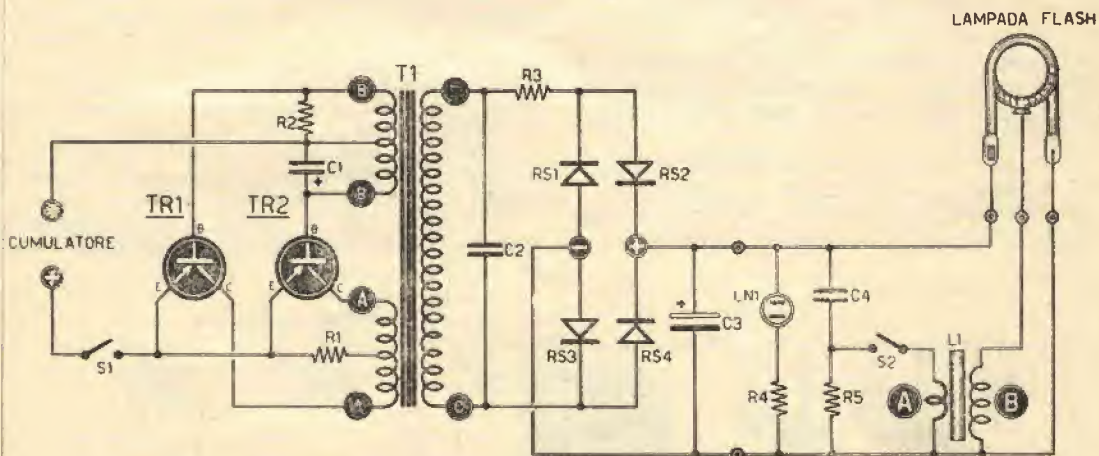 LAMPADA FLASH
T1
B
R2
C1
+
B
TR1
TR2
B
B
E
C
E
C
CUMULATORE
+
S1
A
R1
A
R3
C2
C
RS1
RS2
-
+
RS3
RS4
+
C3
LN1
R4
C4
R5
S2
L1
A
B